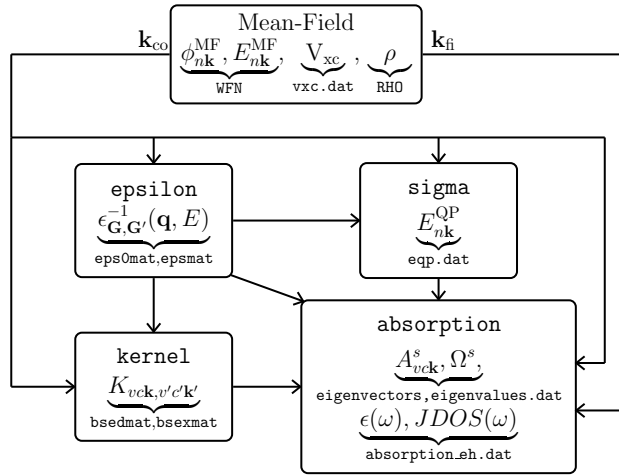 Mean-Field
k_co
k_fi
ϕ^MF_nk, E^MF_nk, V_xc, ρ
WFN vxc.dat RHO
epsilon
ϵ^-1_G,G′(q, E)
eps0mat,epsmat
sigma
E^QP_nk
eqp.dat
kernel
K_vck,v′c′k′
bsedmat,bsexmat
absorption
A^s_vck, Ω^s,
eigenvectors,eigenvalues.dat
ϵ(ω), JDOS(ω)
absorption_eh.dat